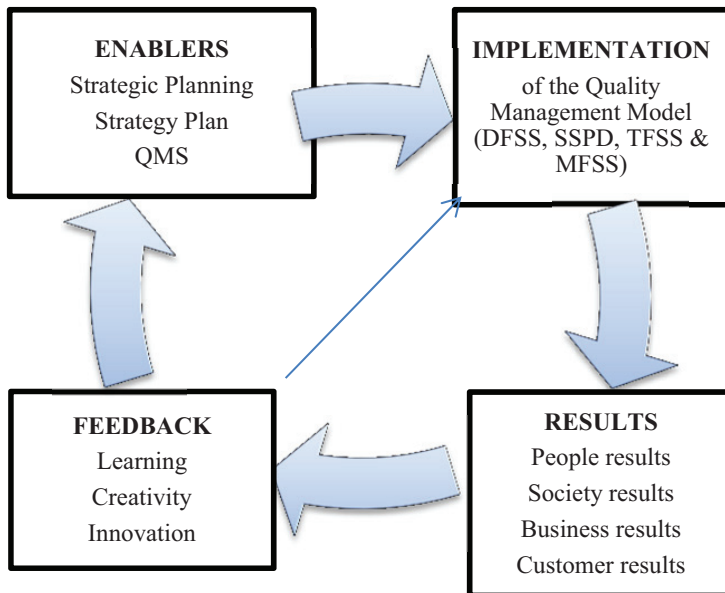 ENABLERS
Strategic Planning
Strategy Plan
QMS
IMPLEMENTATION
of the Quality
Management Model
(DFSS, SSPD, TFSS &
MFSS)
FEEDBACK
Learning
Creativity
Innovation
RESULTS
People results
Society results
Business results
Customer results